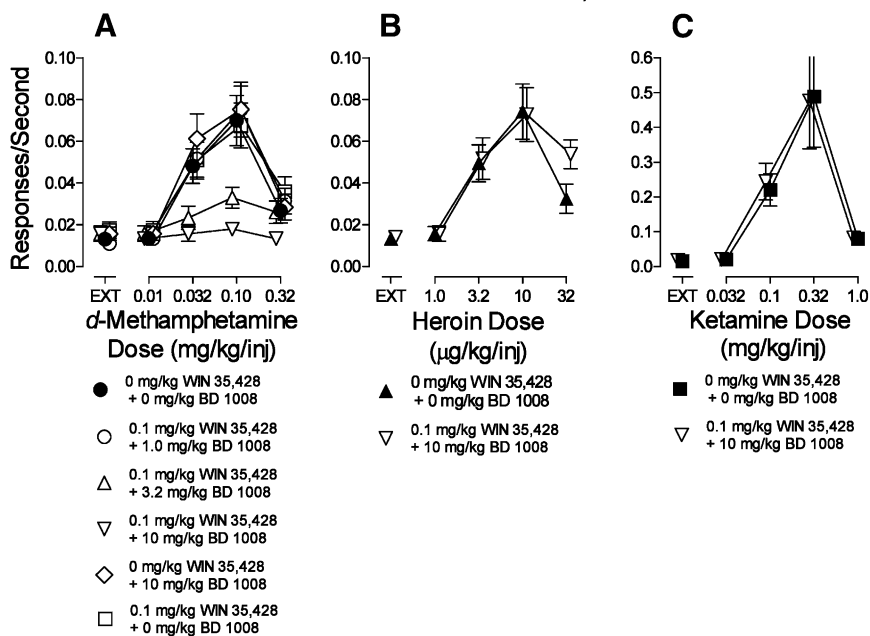 A
B
C
Responses/Second
0.10
0.08
0.06
0.04
0.02
0.00
EXT 0.01 0.032 0.10 0.32
d-Methamphetamine
Dose (mg/kg/inj)
0.10
0.08
0.06
0.04
0.02
0.00
EXT 1.0 3.2 10 32
Heroin Dose
(µg/kg/inj)
0.6
0.5
0.4
0.3
0.2
0.1
0.0
EXT 0.032 0.1 0.32 1.0
Ketamine Dose
(mg/kg/inj)
0 mg/kg WIN 35,428
+ 0 mg/kg BD 1008
0.1 mg/kg WIN 35,428
+ 1.0 mg/kg BD 1008
0.1 mg/kg WIN 35,428
+ 3.2 mg/kg BD 1008
0.1 mg/kg WIN 35,428
+ 10 mg/kg BD 1008
0 mg/kg WIN 35,428
+ 10 mg/kg BD 1008
0.1 mg/kg WIN 35,428
+ 0 mg/kg BD 1008
0 mg/kg WIN 35,428
+ 0 mg/kg BD 1008
0.1 mg/kg WIN 35,428
+ 10 mg/kg BD 1008
0 mg/kg WIN 35,428
+ 0 mg/kg BD 1008
0.1 mg/kg WIN 35,428
+ 10 mg/kg BD 1008